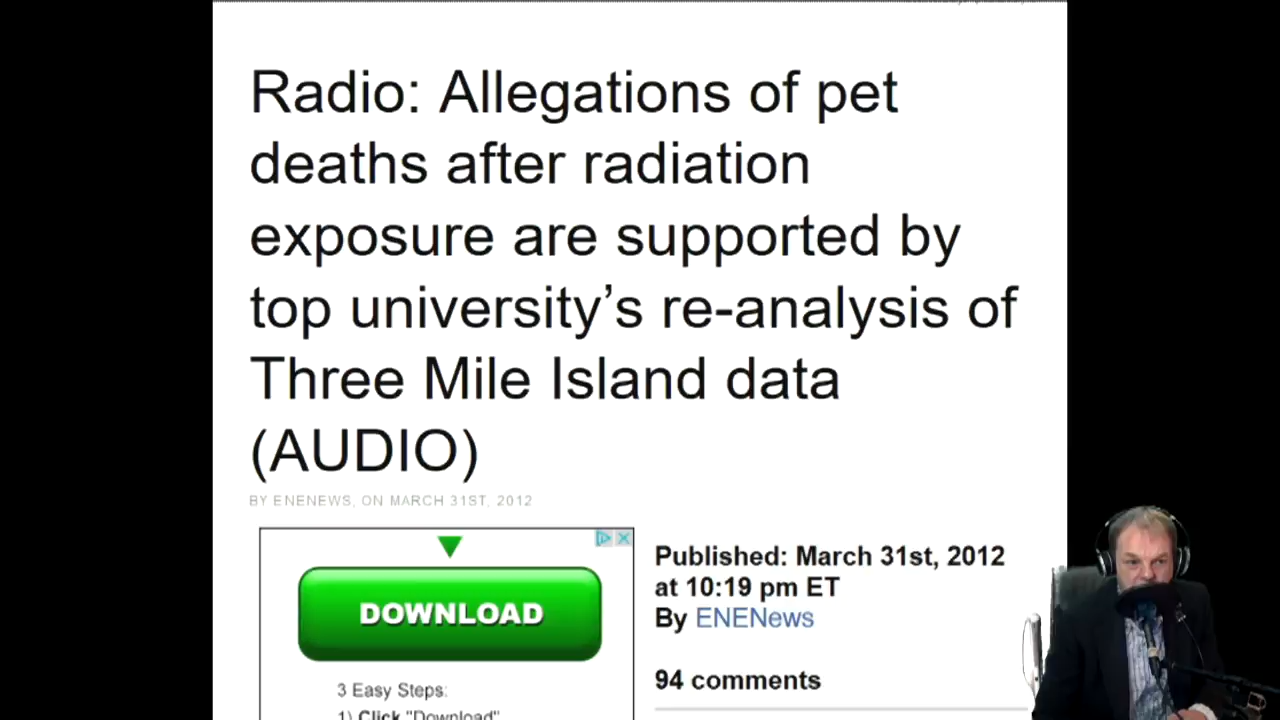 Radio: Allegations of pet
deaths after radiation
exposure are supported by
top university’s re-analysis of
Three Mile Island data
(AUDIO)
BY ENENEWS, ON MARCH 31ST, 2012
DOWNLOAD
3 Easy Steps:
1) Click "Download"
Published: March 31st, 2012
at 10:19 pm ET
By ENENews
94 comments